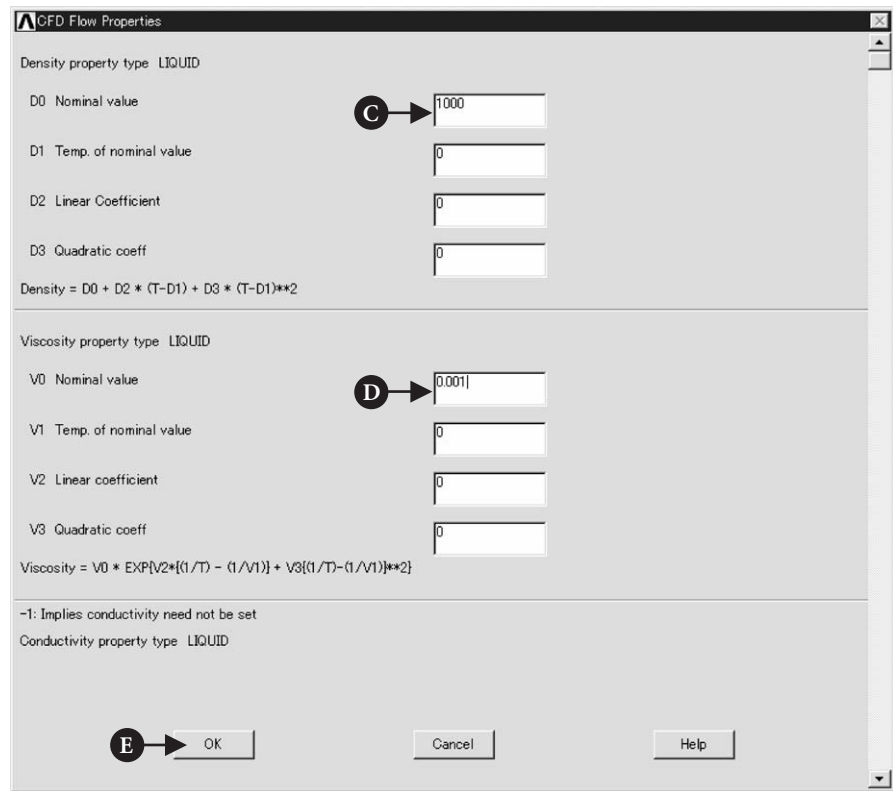 CFD Flow Properties
Density property type LIQUID
D0 Nominal value
C
1000
D1 Temp. of nominal value
0
D2 Linear Coefficient
0
D3 Quadratic coeff
0
Density = D0 + D2 * (T-D1) + D3 * (T-D1)**2
Viscosity property type LIQUID
V0 Nominal value
D
0.001
V1 Temp. of nominal value
0
V2 Linear coefficient
0
V3 Quadratic coeff
0
Viscosity = V0 * EXP{V2*{(1/T) - (1/V1)} + V3{(1/T)-(1/V1)}**2}
-1: Implies conductivity need not be set
Conductivity property type LIQUID
E
OK
Cancel
Help